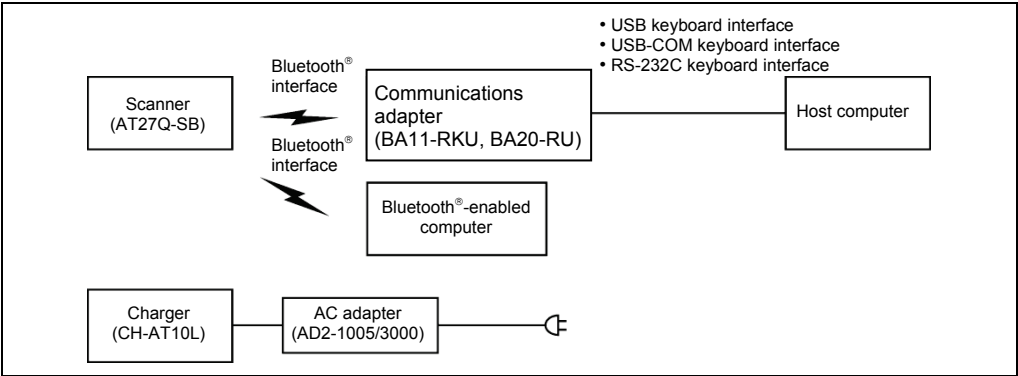 • USB keyboard interface
• USB-COM keyboard interface
• RS-232C keyboard interface
Bluetooth®
interface
Scanner
(AT27Q-SB)
Communications
adapter
(BA11-RKU, BA20-RU)
Host computer
Bluetooth®
interface
Bluetooth®-enabled
computer
Charger
(CH-AT10L)
AC adapter
(AD2-1005/3000)